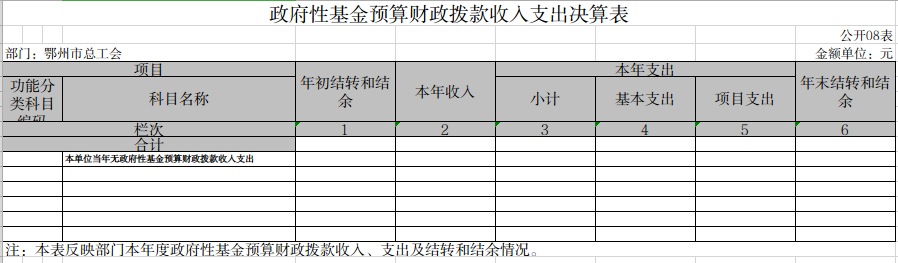 政府性基金预算财政拨款收入支出决算表
公开08表
部门：鄂州市总工会 金额单位：元
项目 年初结转和结余 本年收入 本年支出 年末结转和结余
功能分类科目编码 科目名称 小计 基本支出 项目支出
栏次 1 2 3 4 5 6
合计
本单位当年无政府性基金预算财政拨款收入支出
注：本表反映部门本年度政府性基金预算财政拨款收入、支出及结转和结余情况。